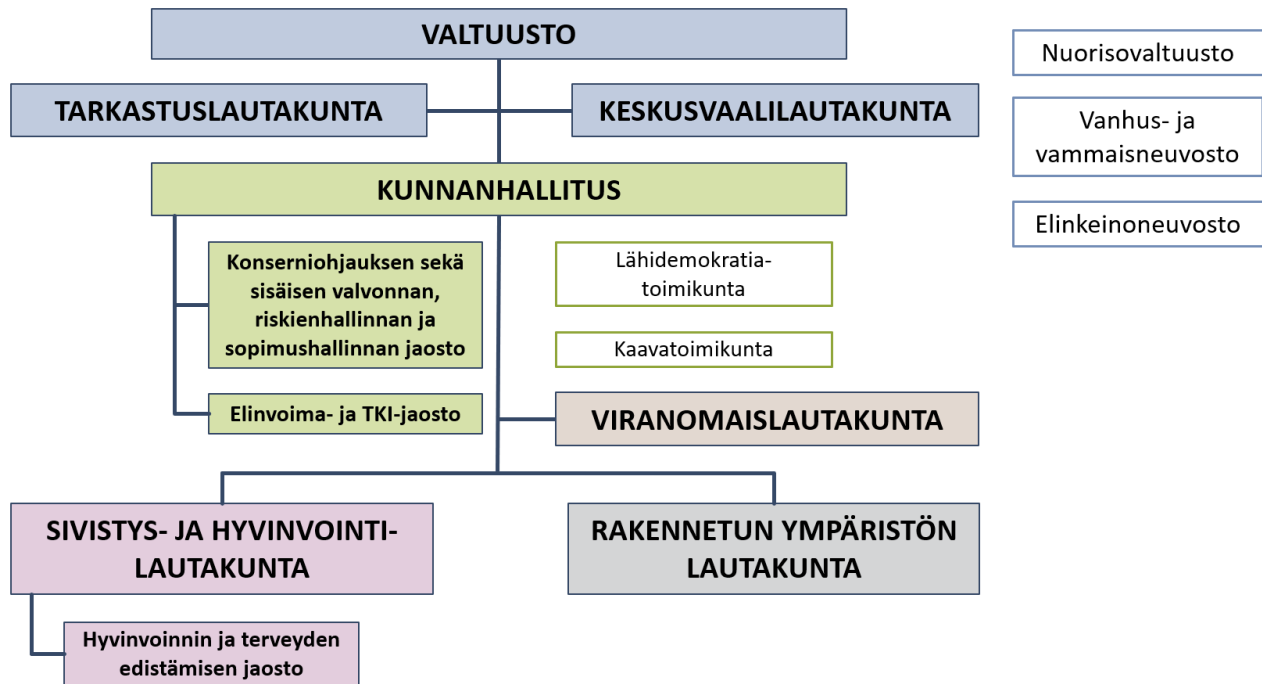 VALTUUSTO
TARKASTUSLAUTAKUNTA
KESKUSVAALILAUTAKUNTA
KUNNANHALLITUS
Konserniohjauksen sekä
sisäisen valvonnan,
riskienhallinnan ja
sopimushallinnan jaosto
Elinvoima- ja TKI-jaosto
Lähidemokratia-
toimikunta
Kaavatoimikunta
VIRANOMAISLAUTAKUNTA
SIVISTYS- JA HYVINVOINTI-
LAUTAKUNTA
Hyvinvoinnin ja terveyden
edistämisen jaosto
RAKENNETUN YMPÄRISTÖN
LAUTAKUNTA
Nuorisovaltuusto
Vanhus- ja
vammaisneuvosto
Elinkeinoneuvosto